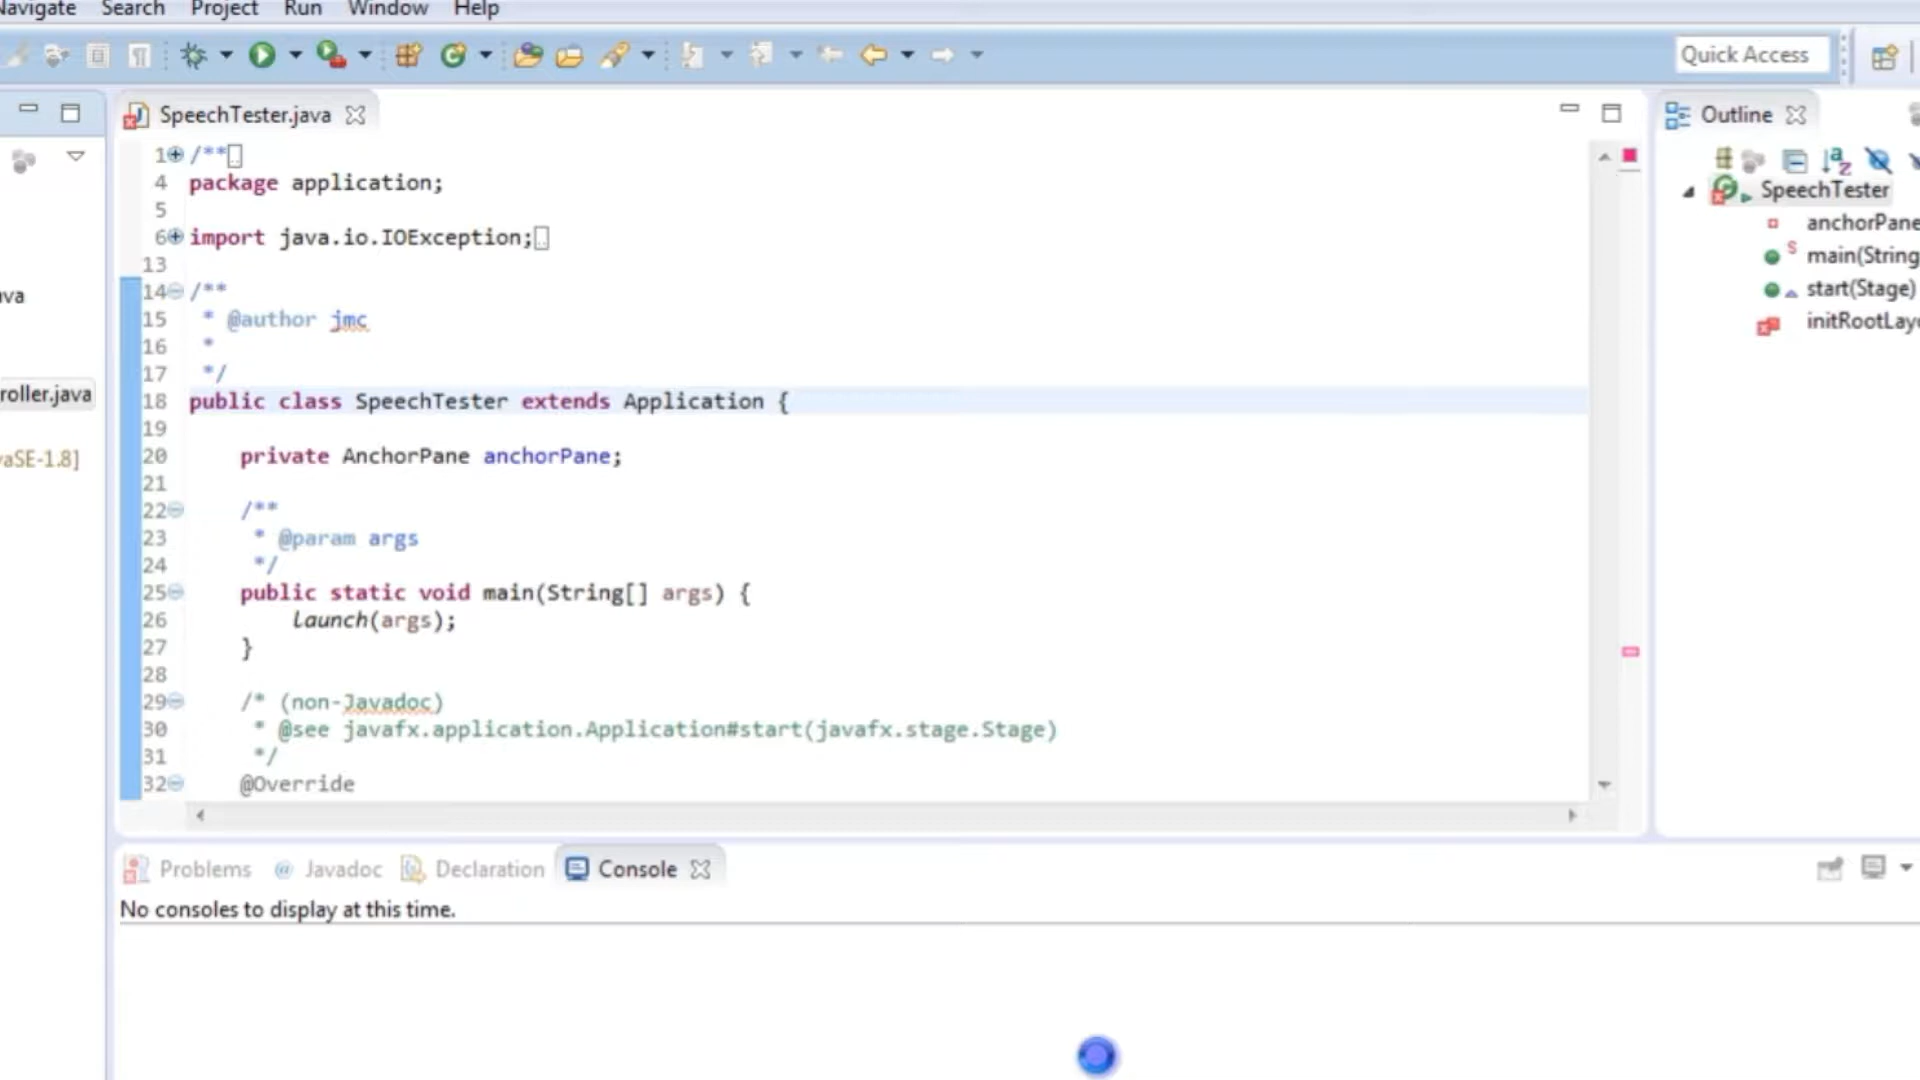 Navigate Search Project Run Window Help
Quick Access
SpeechTester.java
1 /**
4 package application;
5
6 import java.io.IOException;
13
14 /**
15 * @author jmc
16 *
17 */
18 public class SpeechTester extends Application {
19
20 private AnchorPane anchorPane;
21
22 /**
23 * @param args
24 */
25 public static void main(String[] args) {
26 launch(args);
27 }
28
29 /* (non-Javadoc)
30 * @see javafx.application.Application#start(javafx.stage.Stage)
31 */
32 @Override
va
roller.java
vaSE-1.8]
Outline
SpeechTester
anchorPane
main(String
start(Stage)
initRootLay
Problems @ Javadoc Declaration Console
No consoles to display at this time.